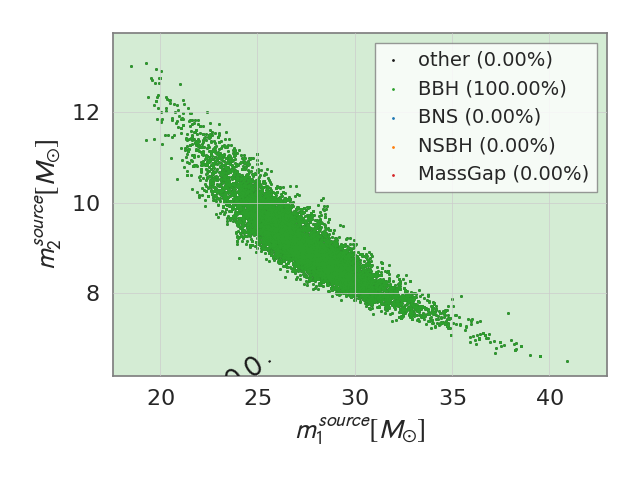 other (0.00%)
BBH (100.00%)
BNS (0.00%)
NSBH (0.00%)
MassGap (0.00%)
12
10
8
m₂^source [M⊙]
20 25 30 35 40
m₁^source [M⊙]